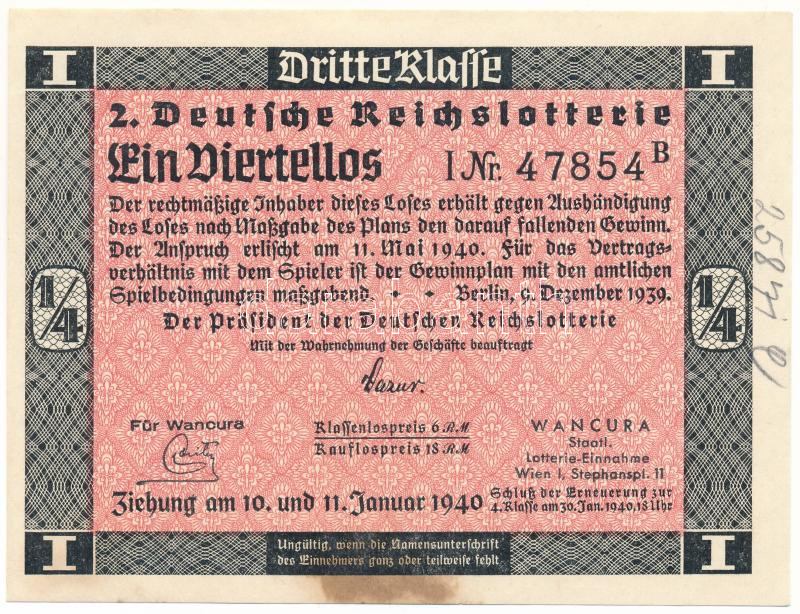 I Dritte Klasse I
2. Deutsche Reichslotterie
Ein Viertellos I Nr. 47854 B
Der rechtmäßige Inhaber dieses Loses erhält gegen Aushändigung
des Loses nach Maßgabe des Plans den darauf fallenden Gewinn.
Der Anspruch erlischt am 11. Mai 1940. Für das Vertrags-
verhältnis mit dem Spieler ist der Gewinnplan mit den amtlichen
Spielbedingungen maßgebend. Berlin, 9. Dezember 1939.
1/4
1/4
Der Präsident der Deutschen Reichslotterie
Mit der Wahrnehmung der Geschäfte beauftragt
Für Wancura
Klassenlospreis 6 RM
Kauflospreis 18 RM
WANCURA
Staatl.
Lotterie-Einnahme
Wien I, Stephanspl. 11
Ziehung am 10. und 11. Januar 1940
Schluß der Erneuerung zur
4. Klasse am 30. Jan. 1940, 18 Uhr
I Ungültig, wenn die Namensunterschrift I
des Einnehmers ganz oder teilweise fehlt